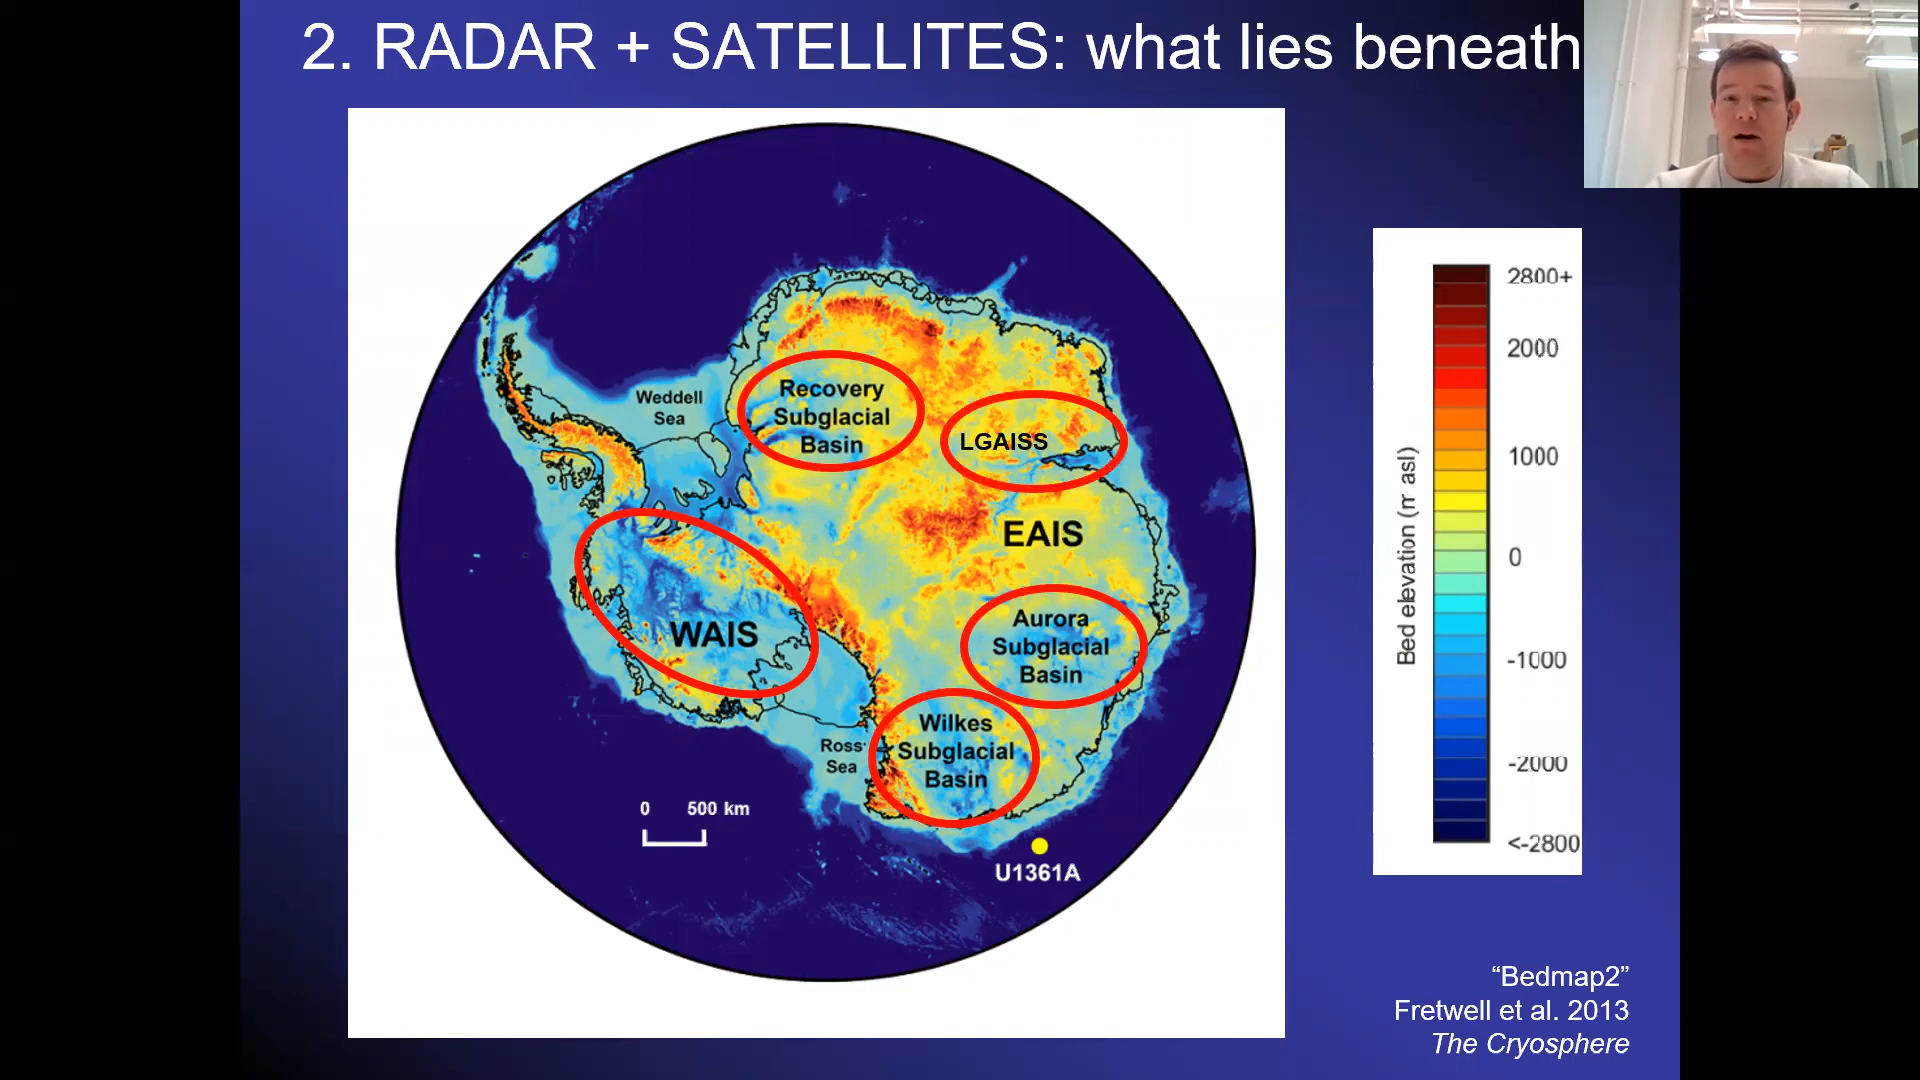 2. RADAR + SATELLITES: what lies beneath
Weddell
Sea
Recovery
Subglacial
Basin
LGAISS
EAIS
WAIS
Aurora
Subglacial
Basin
Wilkes
Subglacial
Basin
Ross
Sea
0 500 km
U1361A
Bed elevation (m asl)
2800+
2000
1000
0
-1000
-2000
<-2800
“Bedmap2”
Fretwell et al. 2013
The Cryosphere